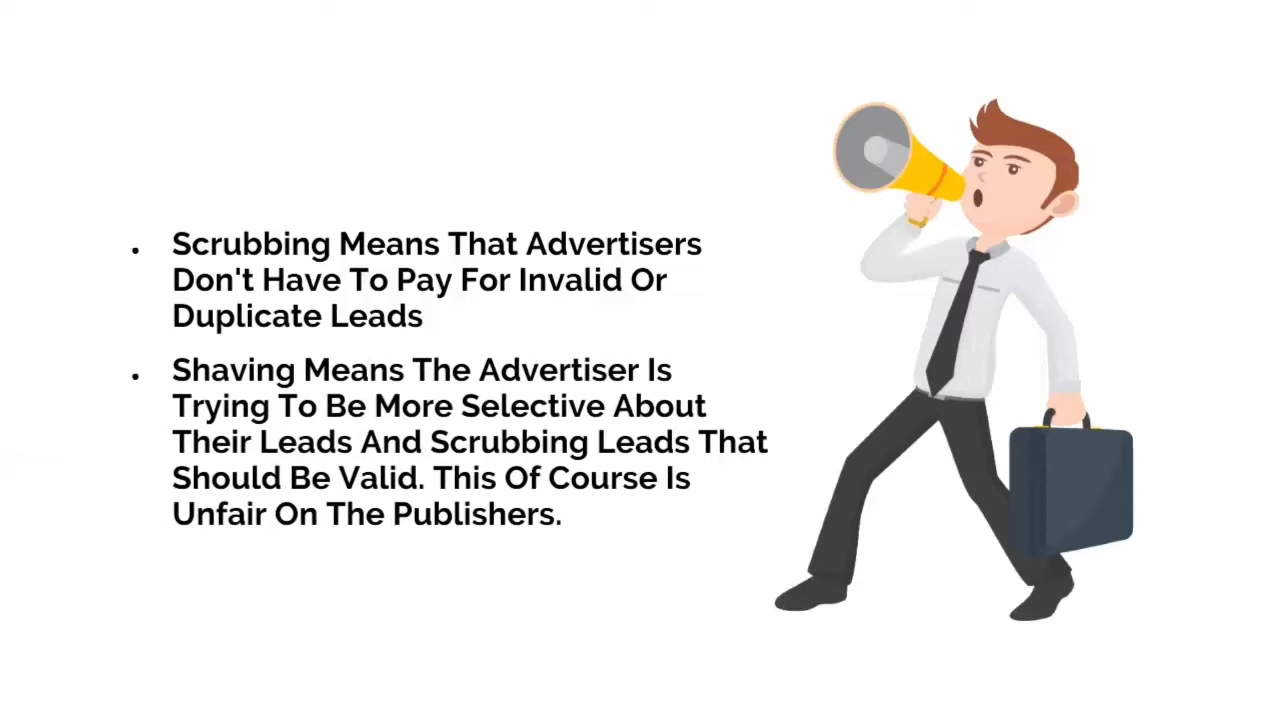 • Scrubbing Means That Advertisers
Don't Have To Pay For Invalid Or
Duplicate Leads
• Shaving Means The Advertiser Is
Trying To Be More Selective About
Their Leads And Scrubbing Leads That
Should Be Valid. This Of Course Is
Unfair On The Publishers.